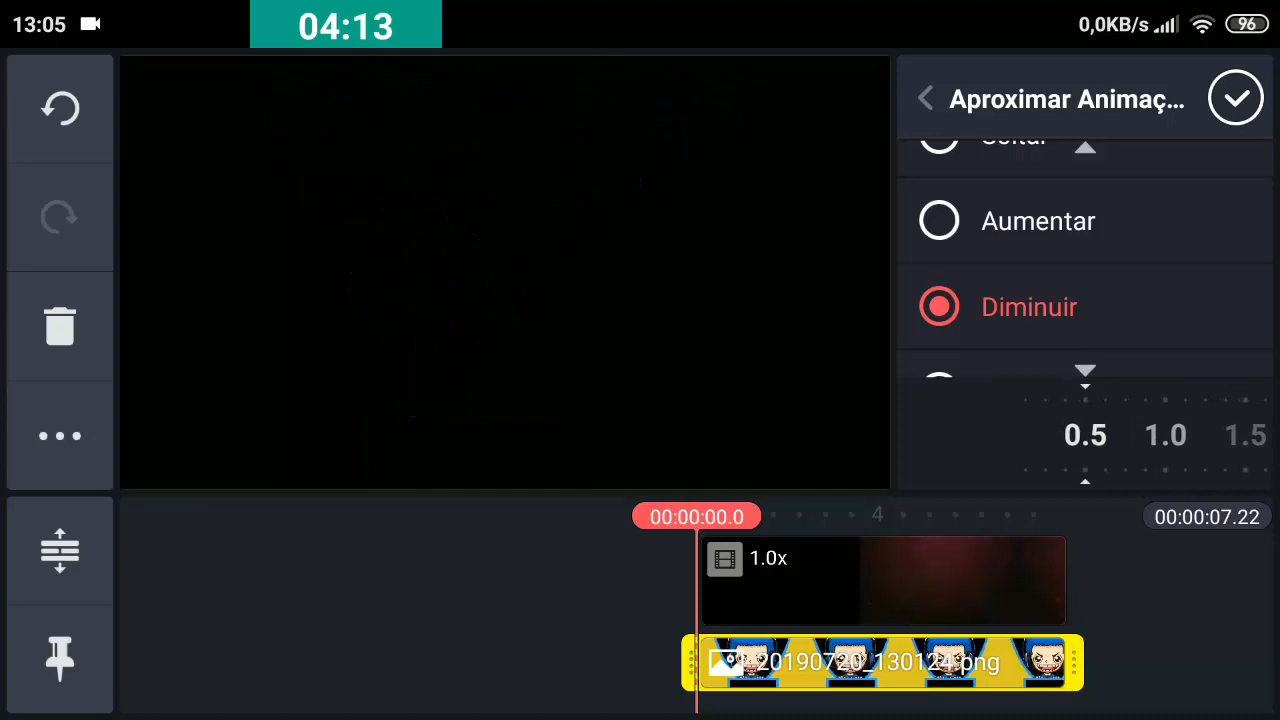 13:05
04:13
0,0KB/s
96
Aproximar Animaç...
Soltar
Aumentar
Diminuir
0.5 1.0 1.5
00:00:00.0
4
00:00:07.22
1.0x
20190720_130124.png